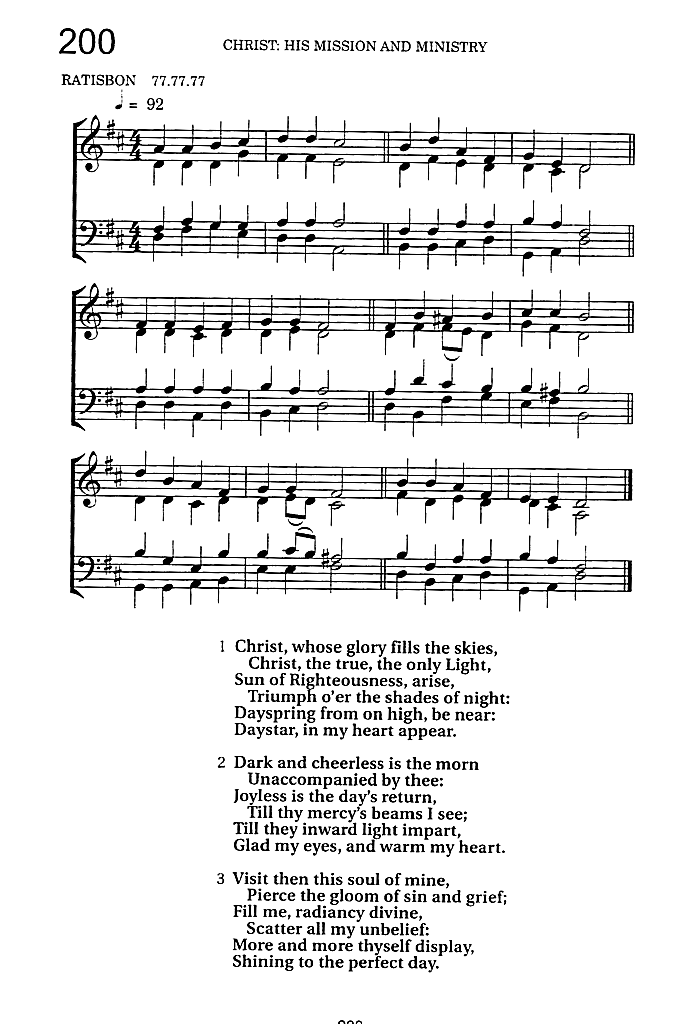 200
CHRIST: HIS MISSION AND MINISTRY
RATISBON 77.77.77
♩ = 92
1 Christ, whose glory fills the skies,
Christ, the true, the only Light,
Sun of Righteousness, arise,
Triumph o'er the shades of night:
Dayspring from on high, be near:
Daystar, in my heart appear.
2 Dark and cheerless is the morn
Unaccompanied by thee:
Joyless is the day's return,
Till thy mercy's beams I see;
Till they inward light impart,
Glad my eyes, and warm my heart.
3 Visit then this soul of mine,
Pierce the gloom of sin and grief;
Fill me, radiancy divine,
Scatter all my unbelief:
More and more thyself display,
Shining to the perfect day.